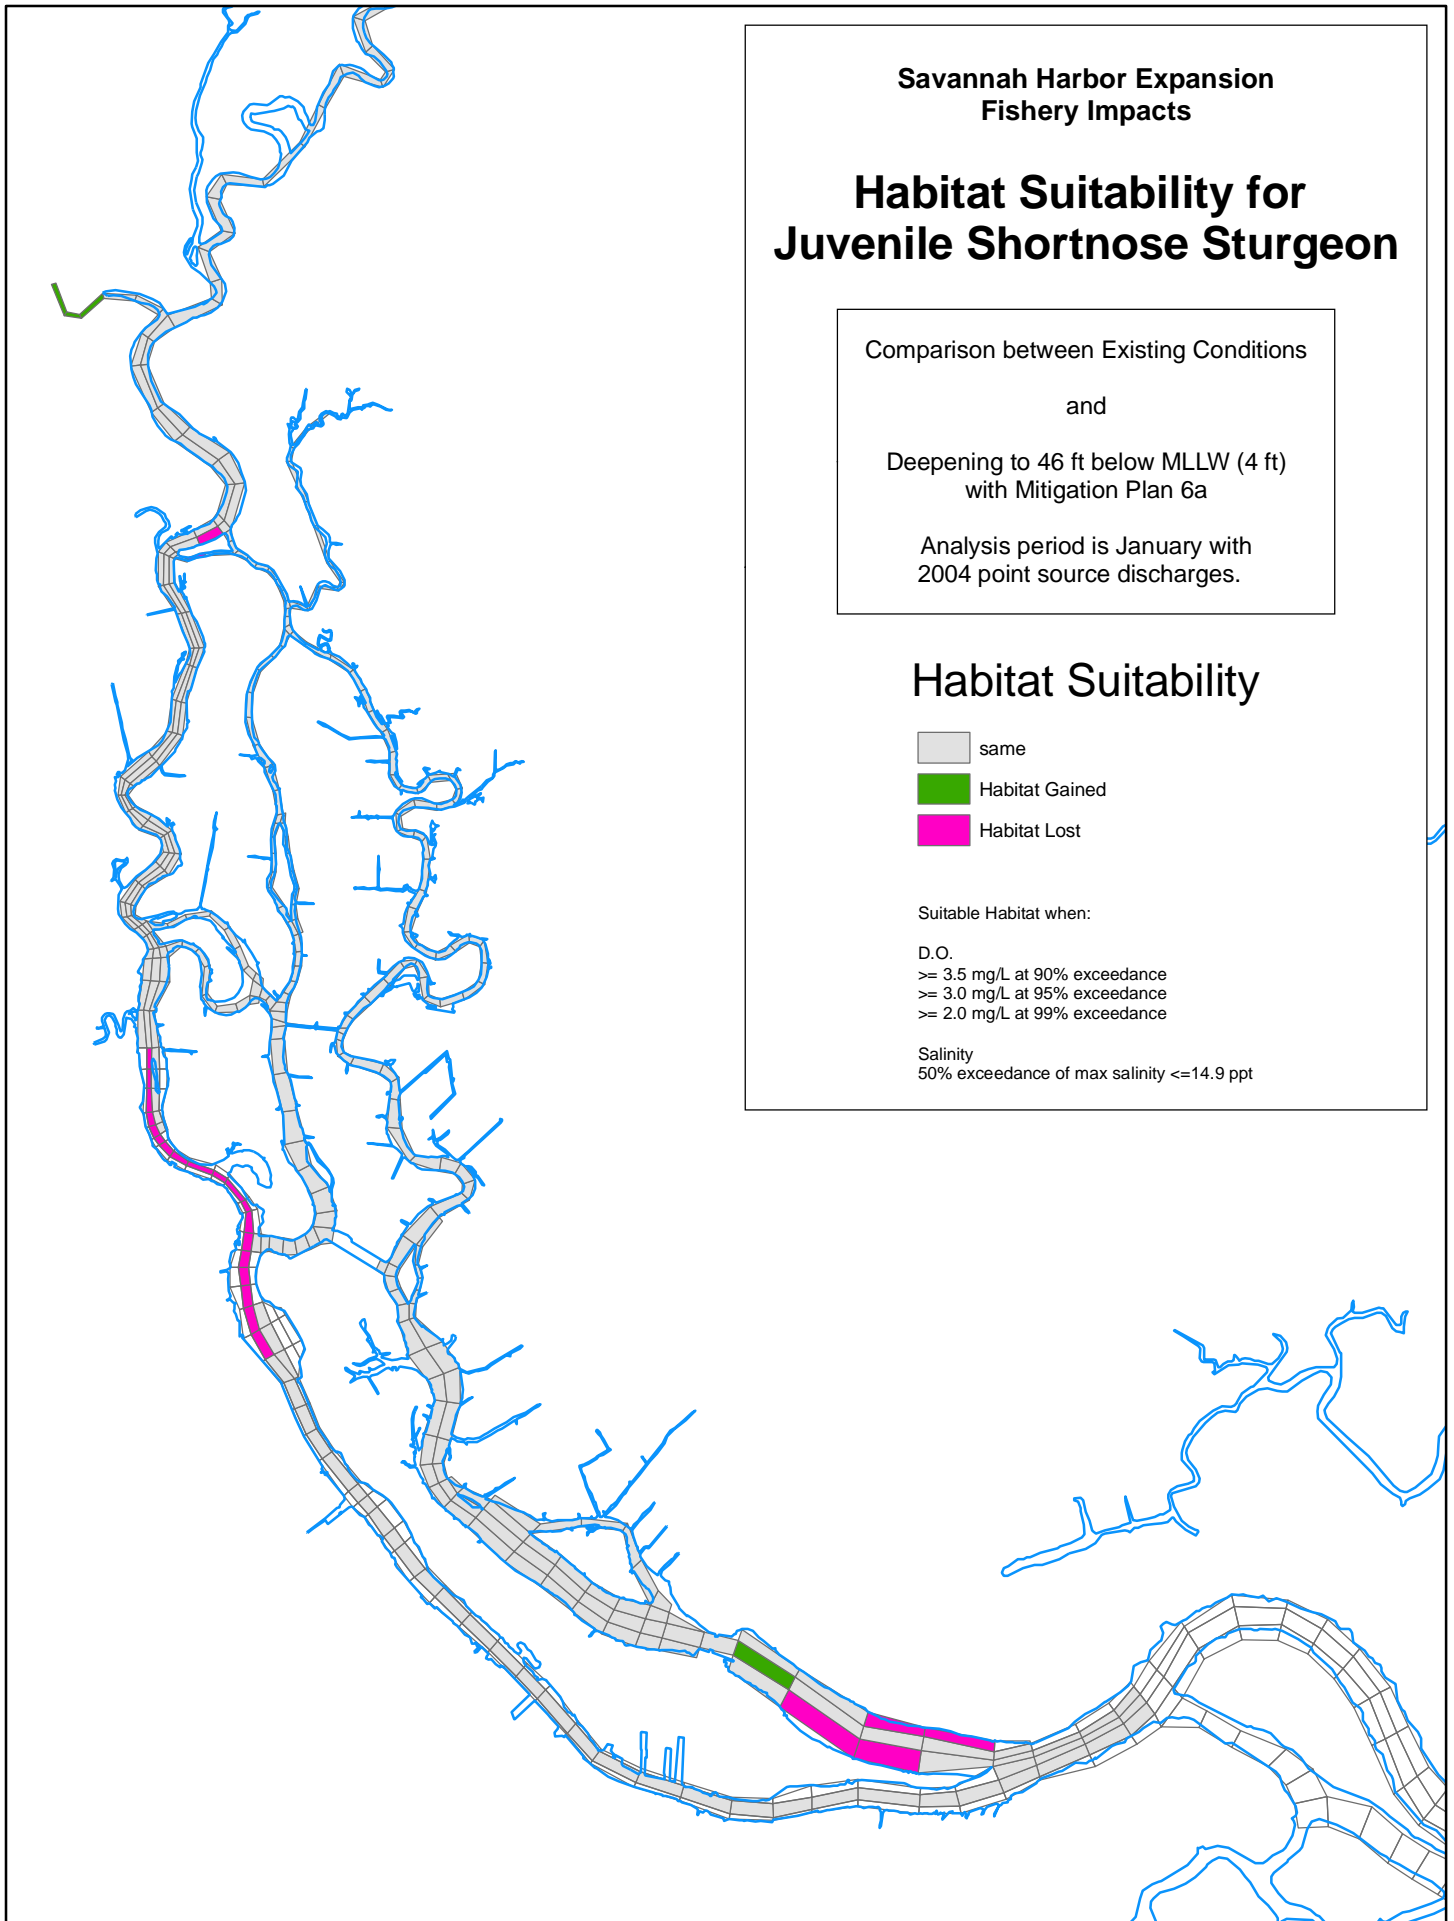 Savannah Harbor Expansion
Fishery Impacts
Habitat Suitability for
Juvenile Shortnose Sturgeon
Comparison between Existing Conditions
and
Deepening to 46 ft below MLLW (4 ft)
with Mitigation Plan 6a
Analysis period is January with
2004 point source discharges.
Habitat Suitability
same
Habitat Gained
Habitat Lost
Suitable Habitat when:
D.O.
>= 3.5 mg/L at 90% exceedance
>= 3.0 mg/L at 95% exceedance
>= 2.0 mg/L at 99% exceedance
Salinity
50% exceedance of max salinity <=14.9 ppt